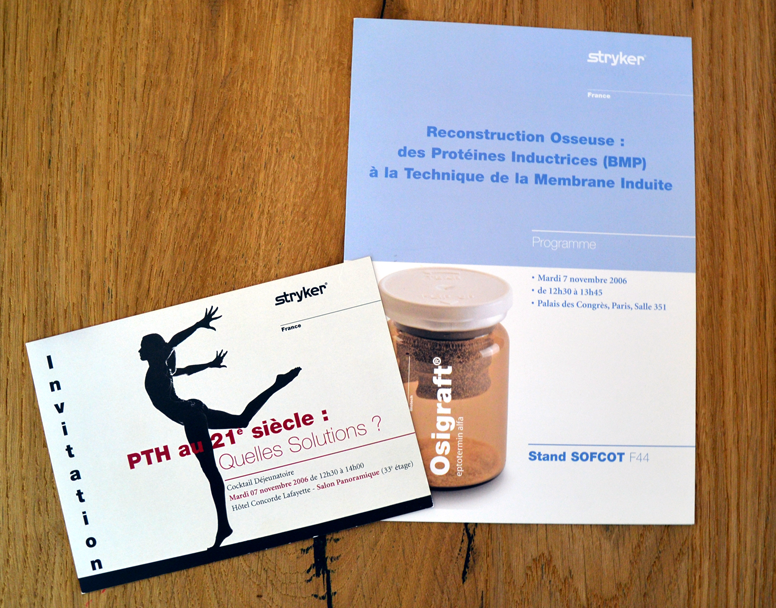 stryker®
France
Reconstruction Osseuse :
des Protéines Inductrices (BMP)
à la Technique de la Membrane Induite
Programme
• Mardi 7 novembre 2006
• de 12h30 à 13h45
• Palais des Congrès, Paris, Salle 351
Osigraft®
eptotermin alfa
Stand SOFCOT F44
Invitation
stryker®
France
PTH au 21e siècle :
Quelles Solutions ?
Cocktail Déjeunatoire
Mardi 07 novembre 2006 de 12h30 à 14h00
Hôtel Concorde Lafayette - Salon Panoramique (33e étage)